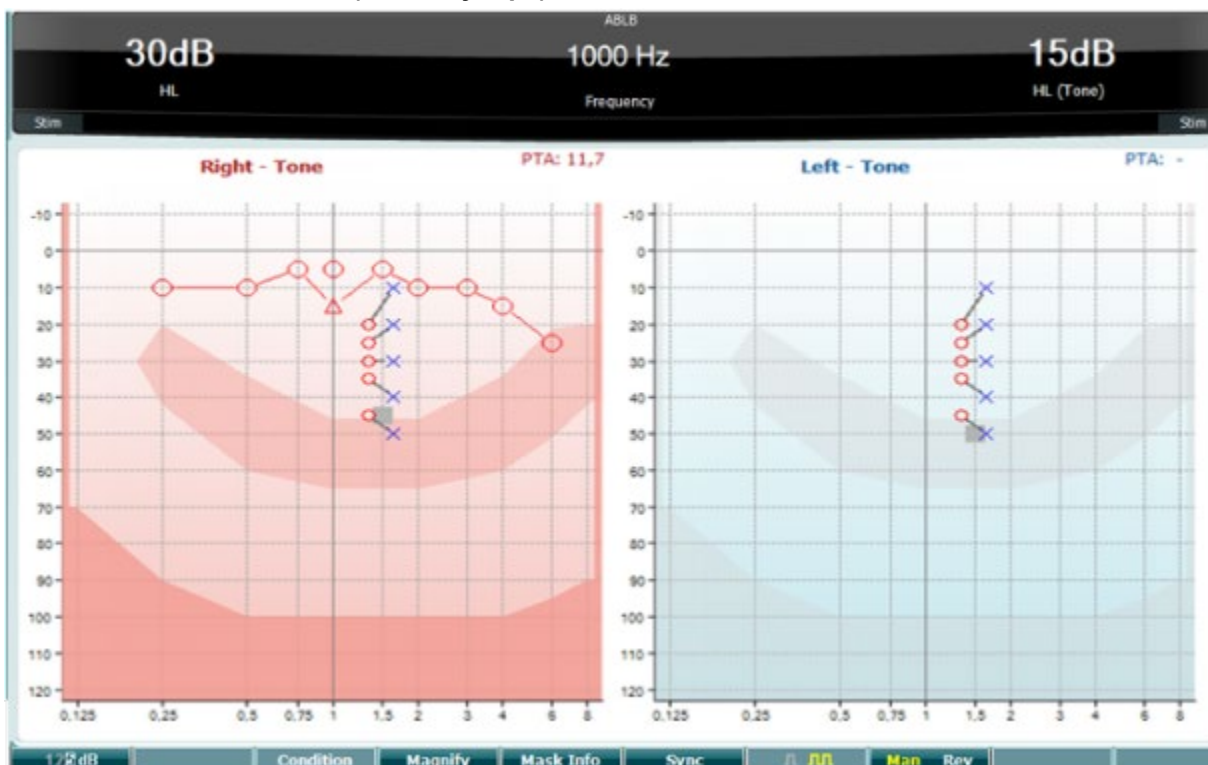 ABLB
30dB 1000 Hz 15dB
HL Frequency HL (Tone)
Stim Stim
Right - Tone PTA: 11,7 Left - Tone PTA: -
-10 -10
0 0
10 10
20 20
30 30
40 40
50 50
60 60
70 70
80 80
90 90
100 100
110 110
120 120
0,125 0,25 0,5 0,75 1 1,5 2 3 4 6 8 0,125 0,25 0,5 0,75 1 1,5 2 3 4 6 8
dB Condition Magnify Mask Info Sync Man Rev